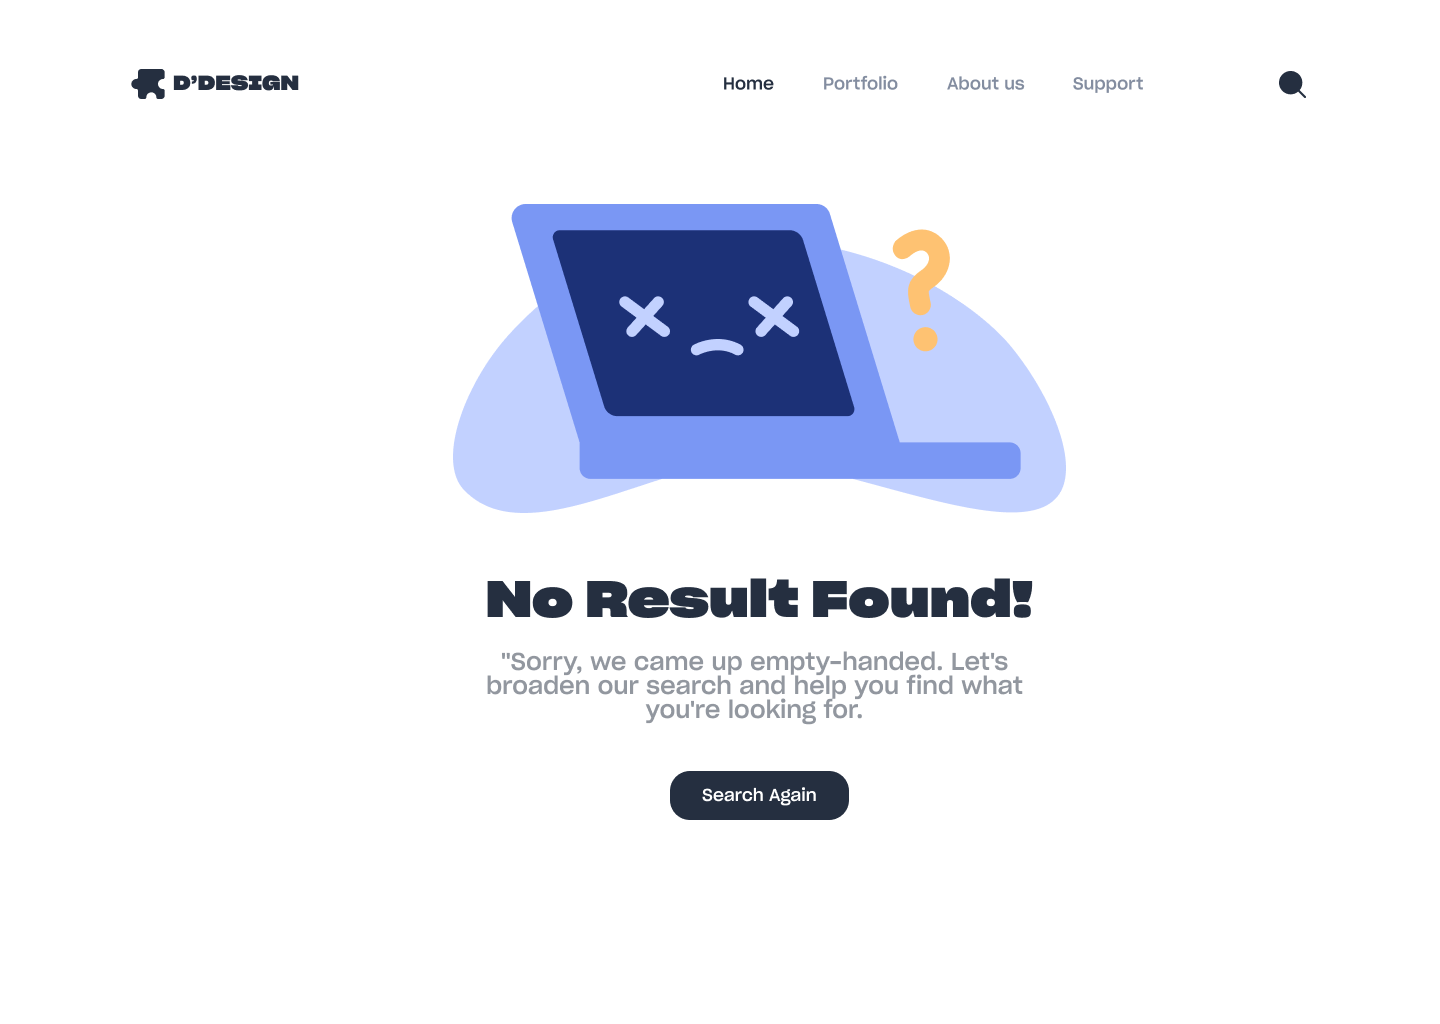 D’DESIGN
Home
Portfolio
About us
Support
?
No Result Found!
"Sorry, we came up empty-handed. Let's
broaden our search and help you find what
you're looking for.
Search Again